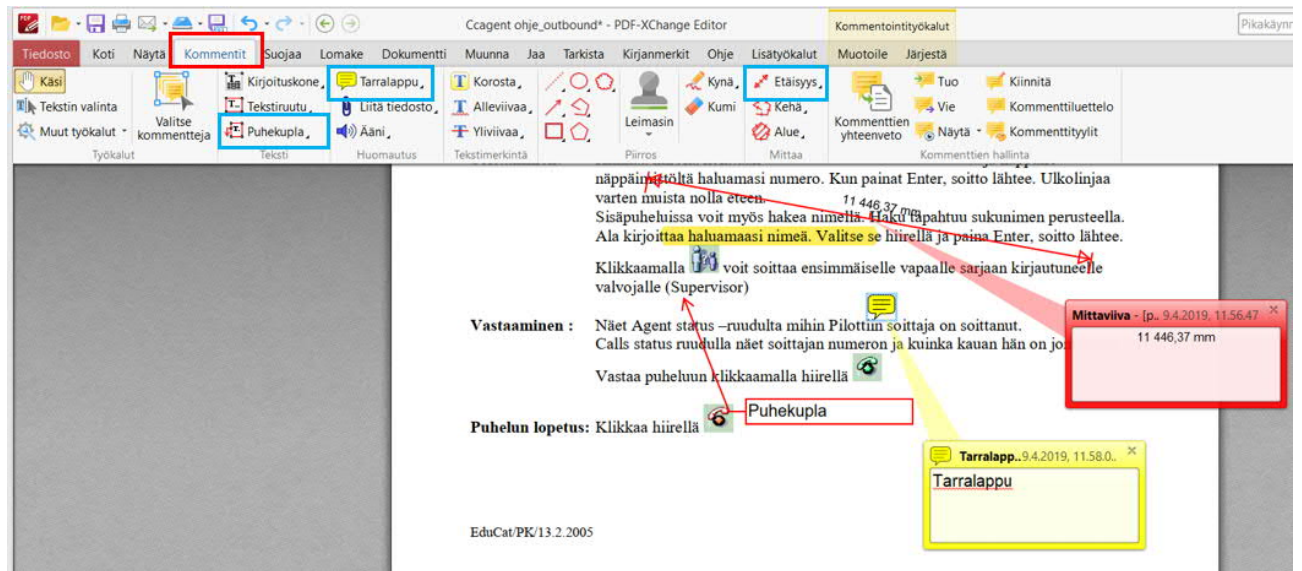 Ccagent ohje_outbound* - PDF-XChange Editor
Kommentointityökalut
Pikakäynn
Tiedosto Koti Näytä Kommentit Suojaa Lomake Dokumentti Muunna Jaa Tarkista Kirjanmerkit Ohje Lisätyökalut Muotoile Järjestä
Käsi
Tekstin valinta
Muut työkalut
Valitse
kommentteja
Työkalut
Kirjoituskone
Tekstiruutu
Puhekupla
Teksti
Tarralappu
Liitä tiedosto
Ääni
Huomautus
Korosta
Alleviivaa
Yliviivaa
Tekstimerkintä
Leimasin
Kynä
Kumi
Piirros
Etäisyys
Kehä
Alue
Mittaa
Kommenttien
yhteenveto
Tuo
Vie
Näytä
Kiinnitä
Kommenttiluettelo
Kommenttityylit
Kommenttien hallinta
näppäimistöltä haluamasi numero. Kun painat Enter, soitto lähtee. Ulkolinjaa
varten muista nolla eteen.
11 446,37 mm
Sisäpuheluissa voit myös hakea nimellä. Haku tapahtuu sukunimen perusteella.
Ala kirjoittaa haluamaasi nimeä. Valitse se hiirellä ja paina Enter, soitto lähtee.
Klikkaamalla voit soittaa ensimmäiselle vapaalle sarjaan kirjautuneelle
valvojalle (Supervisor)
Vastaaminen : Näet Agent status –ruudulta mihin Pilottiin soittaja on soittanut.
Calls status ruudulla näet soittajan numeron ja kuinka kauan hän on jo
Vastaa puheluun klikkaamalla hiirellä
Puhelun lopetus: Klikkaa hiirellä
Puhekupla
Mittaviiva - [p.. 9.4.2019, 11.56.47
11 446,37 mm
Tarralapp.. 9.4.2019, 11.58.0..
Tarralappu
EduCat/PK/13.2.2005